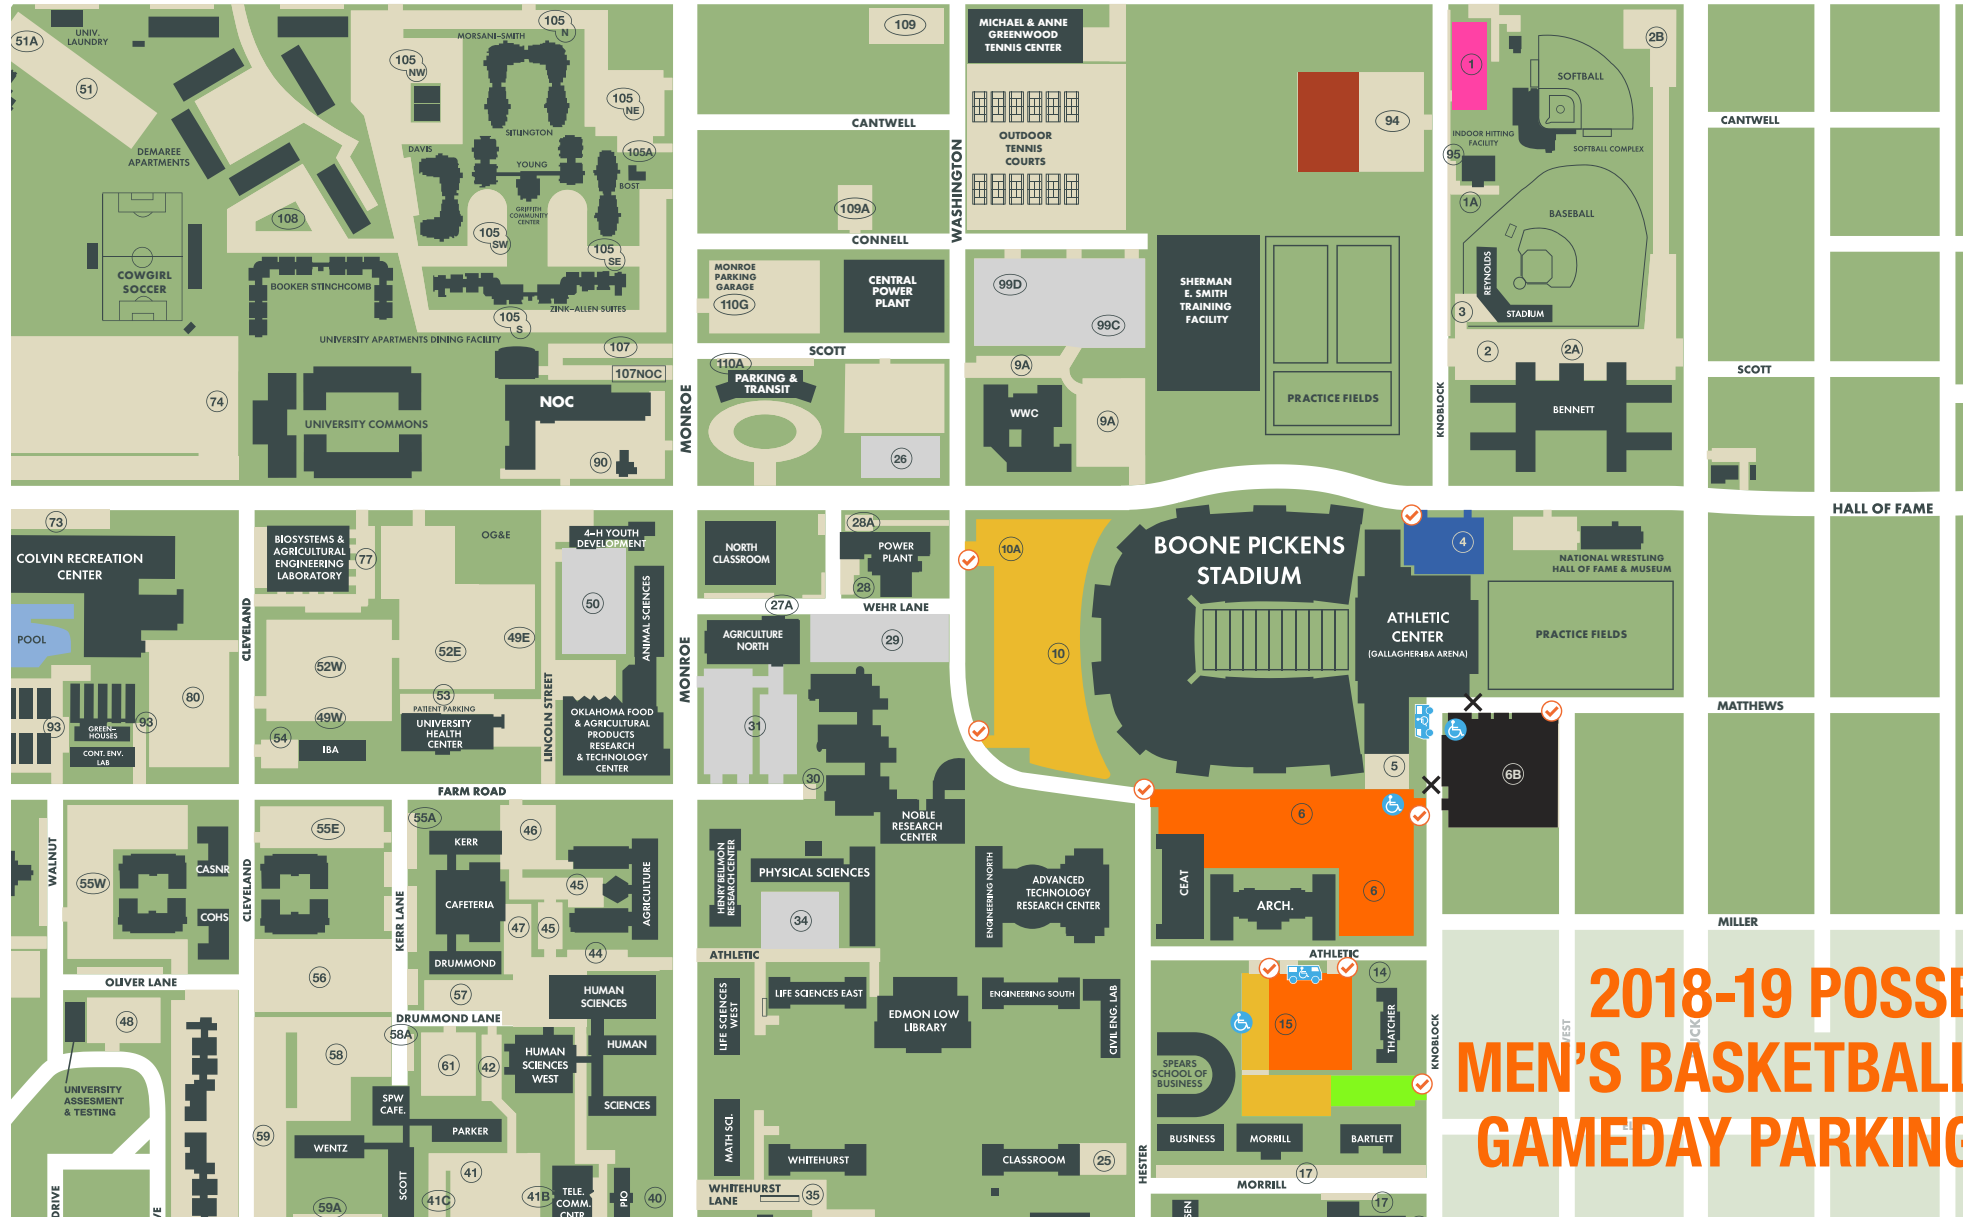 51A
UNIV.
LAUNDRY
51
DEMAREE
APARTMENTS
108
COWGIRL
SOCCER
105
NW
MORSANI–SMITH
105
N
105
NE
SITLINGTON
105A
DAVIS
YOUNG
BOST
GRIFFITH
COMMUNITY
CENTER
105
SW
105
SE
BOOKER STINCHCOMB
ZINK–ALLEN SUITES
105
S
UNIVERSITY APARTMENTS DINING FACILITY
107
107NOC
74
UNIVERSITY COMMONS
NOC
90
MONROE
109
CANTWELL
109A
CONNELL
WASHINGTON
MONROE
PARKING
GARAGE
110G
CENTRAL
POWER
PLANT
SCOTT
110A
PARKING &
TRANSIT
26
MICHAEL & ANNE
GREENWOOD
TENNIS CENTER
OUTDOOR
TENNIS
COURTS
99D
99C
9A
WWC
9A
SHERMAN
E. SMITH
TRAINING
FACILITY
PRACTICE FIELDS
94
KNOBLOCK
1
2B
SOFTBALL
INDOOR HITTING
FACILITY
SOFTBALL COMPLEX
95
1A
BASEBALL
REYNOLDS
STADIUM
3
2
2A
BENNETT
CANTWELL
SCOTT
HALL OF FAME
73
COLVIN RECREATION
CENTER
POOL
93
GREEN–
HOUSES
93
CONT. ENV.
LAB
80
CLEVELAND
BIOSYSTEMS &
AGRICULTURAL
ENGINEERING
LABORATORY
77
OG&E
52W
52E
49E
53
PATIENT PARKING
49W
54
IBA
UNIVERSITY
HEALTH
CENTER
LINCOLN STREET
4–H YOUTH
DEVELOPMENT
50
ANIMAL SCIENCES
OKLAHOMA FOOD
& AGRICULTURAL
PRODUCTS
RESEARCH
& TECHNOLOGY
CENTER
FARM ROAD
MONROE
NORTH
CLASSROOM
28A
POWER
PLANT
28
27A
WEHR LANE
AGRICULTURE
NORTH
29
31
30
NOBLE
RESEARCH
CENTER
10A
10
BOONE PICKENS
STADIUM
ATHLETIC
CENTER
(GALLAGHER-IBA ARENA)
4
NATIONAL WRESTLING
HALL OF FAME & MUSEUM
PRACTICE FIELDS
MATTHEWS
5
6B
6
6
WALNUT
55W
CASNR
COHS
CLEVELAND
55E
55A
KERR
CAFETERIA
DRUMMOND
KERR LANE
46
45
47
45
44
AGRICULTURE
56
57
OLIVER LANE
48
UNIVERSITY
ASSESMENT
& TESTING
DRIVE
DRUMMOND LANE
58A
58
61
42
HUMAN
SCIENCES
HUMAN
SCIENCES
WEST
HUMAN
SCIENCES
SPW
CAFE.
PARKER
WENTZ
59
SCOTT
41
41C
41B
59A
TELE.
COMM.
CNTR.
PIO
40
HENRY BELLMON
RESEARCH CENTER
PHYSICAL SCIENCES
34
ENGINEERING NORTH
ADVANCED
TECHNOLOGY
RESEARCH CENTER
ATHLETIC
LIFE SCIENCES
WEST
LIFE SCIENCES EAST
EDMON LOW
LIBRARY
ENGINEERING SOUTH
CIVIL ENG. LAB
MATH SCI.
WHITEHURST
CLASSROOM
25
WHITEHURST
LANE
35
HESTER
CEAT
ARCH.
ATHLETIC
14
15
THATCHER
SPEARS
SCHOOL OF
BUSINESS
BUSINESS
MORRILL
BARTLETT
17
MORRILL
17
KNOBLOCK
MILLER
2018-19 POSSE
MEN'S BASKETBALL
GAMEDAY PARKING